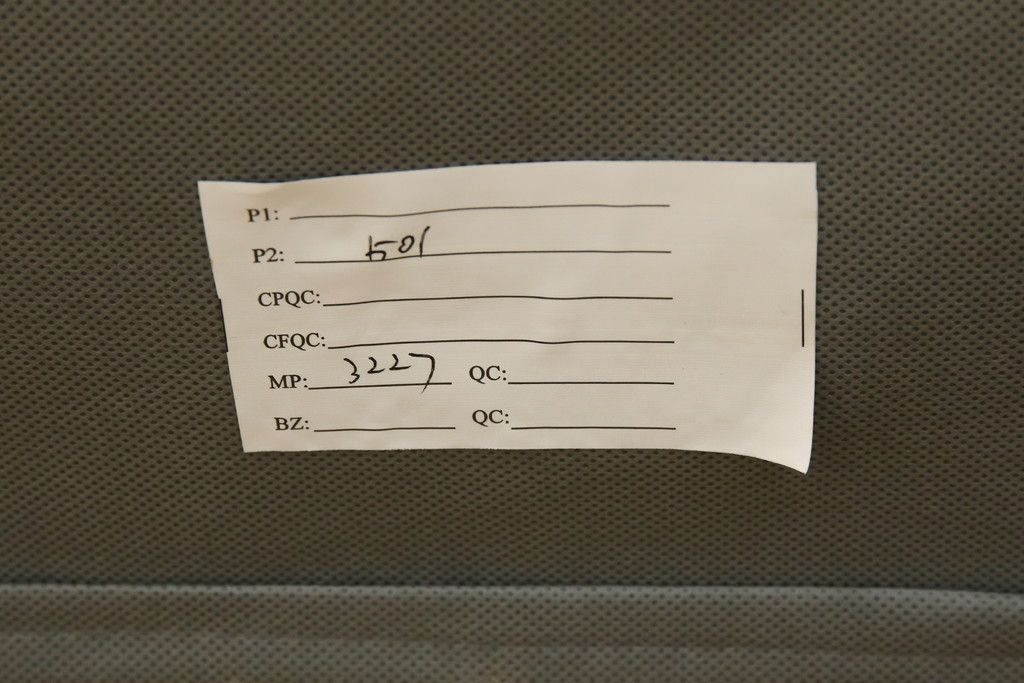 P1:
P2: 501
CPQC:
CFQC:
MP: 3227 QC:
BZ: QC: